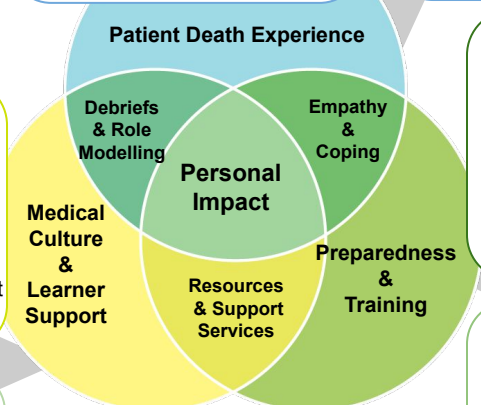 Patient Death Experience
Debriefs
& Role
Modelling
Empathy
&
Coping
Personal
Impact
Medical
Culture
&
Learner
Support
Preparedness
&
Training
Resources
& Support
Services